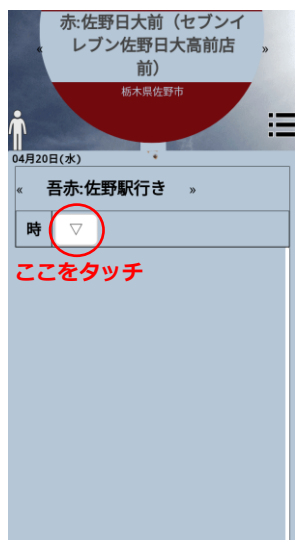 赤:佐野日大前（セブンイ
レブン佐野日大高前店
前）
« »
栃木県佐野市
04月20日(水)
« 吾赤:佐野駅行き »
時 ▽
ここをタッチ